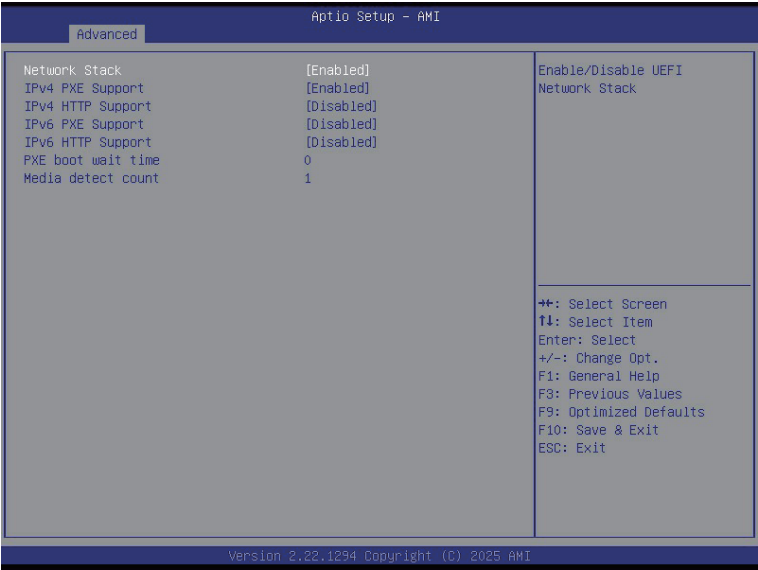 Aptio Setup – AMI
Advanced
Network Stack [Enabled]
IPv4 PXE Support [Enabled]
IPv4 HTTP Support [Disabled]
IPv6 PXE Support [Disabled]
IPv6 HTTP Support [Disabled]
PXE boot wait time 0
Media detect count 1
Enable/Disable UEFI
Network Stack
→←: Select Screen
↑↓: Select Item
Enter: Select
+/-: Change Opt.
F1: General Help
F3: Previous Values
F9: Optimized Defaults
F10: Save & Exit
ESC: Exit
Version 2.22.1294 Copyright (C) 2025 AMI